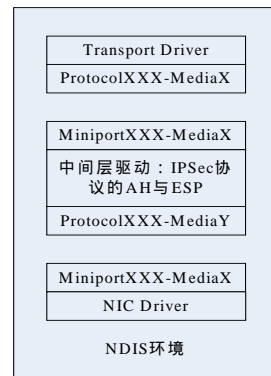 Transport Driver
ProtocolXXX-MediaX
MiniportXXX-MediaX
中间层驱动：IPSec协
议的AH与ESP
ProtocolXXX-MediaY
MiniportXXX-MediaX
NIC Driver
NDIS环境